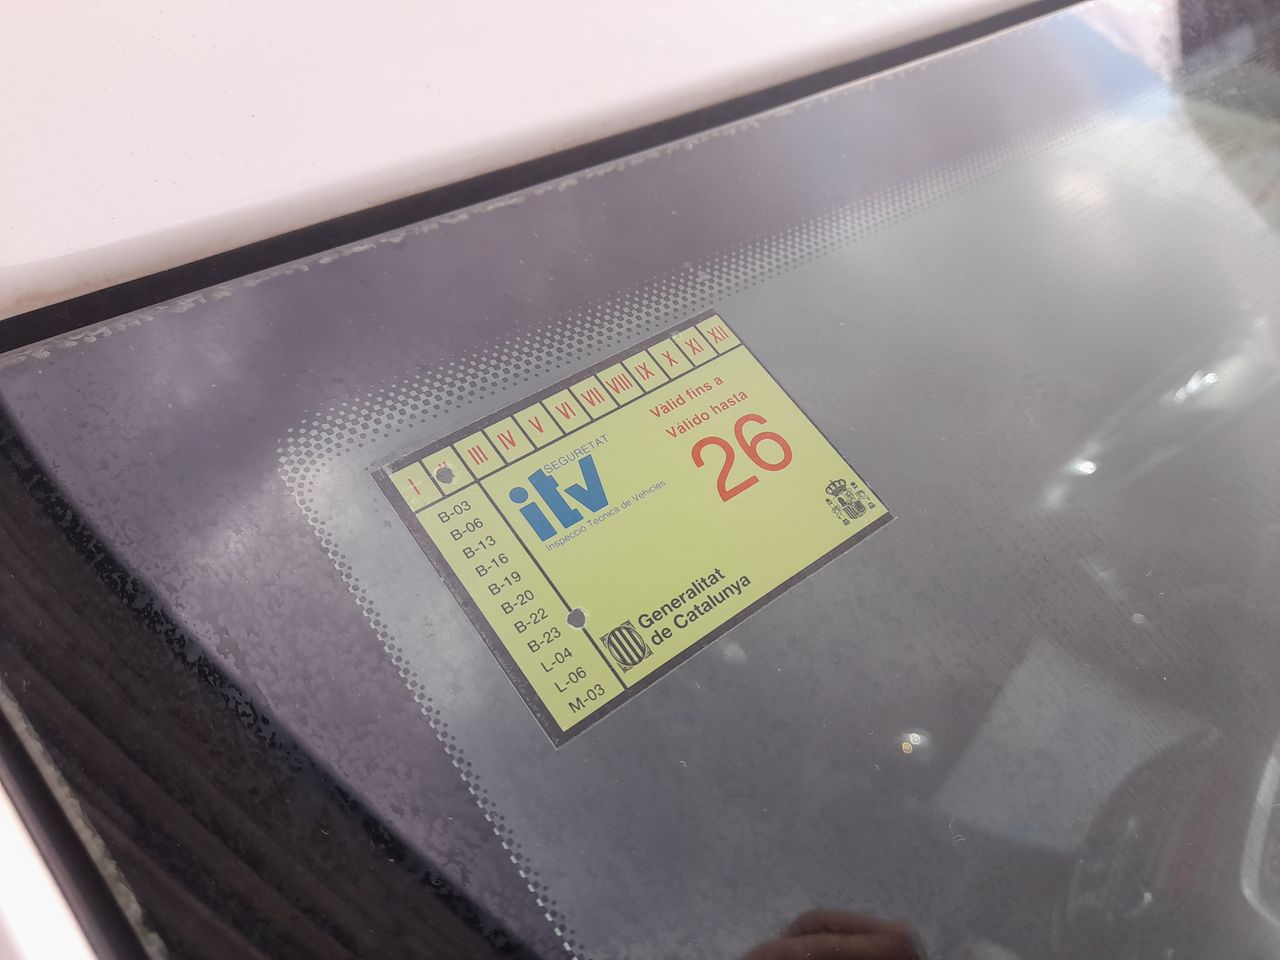 I II III IV V VI VII VIII IX X XI XII
B-03
B-06
B-13
B-16
B-19
B-20
B-22
B-23
L-04
L-06
M-03
SEGURETAT
itv
Inspecció Tècnica de Vehicles
Vàlid fins a
Válido hasta
26
Generalitat
de Catalunya